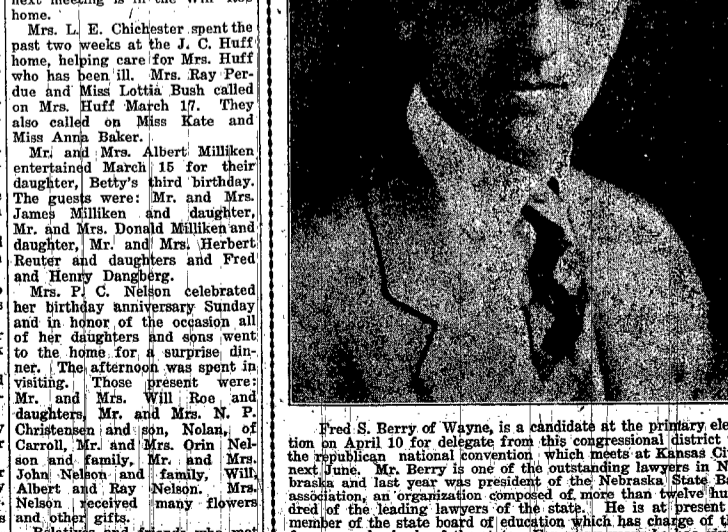 next meeting is in the Will Roe
home.
Mrs. L. E. Chichester spent the
past two weeks at the J. C. Huff
home, helping care for Mrs. Huff
who has been ill. Mrs. Ray Per-
due and Miss Lottia Bush called
on Mrs. Huff March 17. They
also called on Miss Kate and
Miss Anna Baker.
Mr. and Mrs. Albert Milliken
entertained March 15 for their
daughter, Betty's third birthday.
The guests were: Mr. and Mrs.
James Milliken and daughter,
Mr. and Mrs. Donald Milliken and
daughter, Mr. and Mrs. Herbert
Reuter and daughters and Fred
and Henry Dangberg.
Mrs. P. C. Nelson celebrated
her birthday anniversary Sunday
and in honor of the occasion all
of her daughters and sons went
to the home for a surprise din-
ner. The afternoon was spent in
visiting. Those present were:
Mr. and Mrs. Will Roe and
daughters, Mr. and Mrs. N. P.
Christensen and son, Nolan, of
Carroll, Mr. and Mrs. Orin Nel-
son and family, Mr. and Mrs.
John Nelson and family, Will,
Albert and Ray Nelson. Mrs.
Nelson received many flowers
and other gifts.
Fred S. Berry of Wayne, is a candidate at the primary ele
tion on April 10 for delegate from this congressional district
the republican national convention which meets at Kansas Ci
next June. Mr. Berry is one of the outstanding lawyers in N
braska and last year was president of the Nebraska State Ba
association, an organization composed of more than twelve hu
dred of the leading lawyers of the state. He is at present
member of the state board of education which has charge of